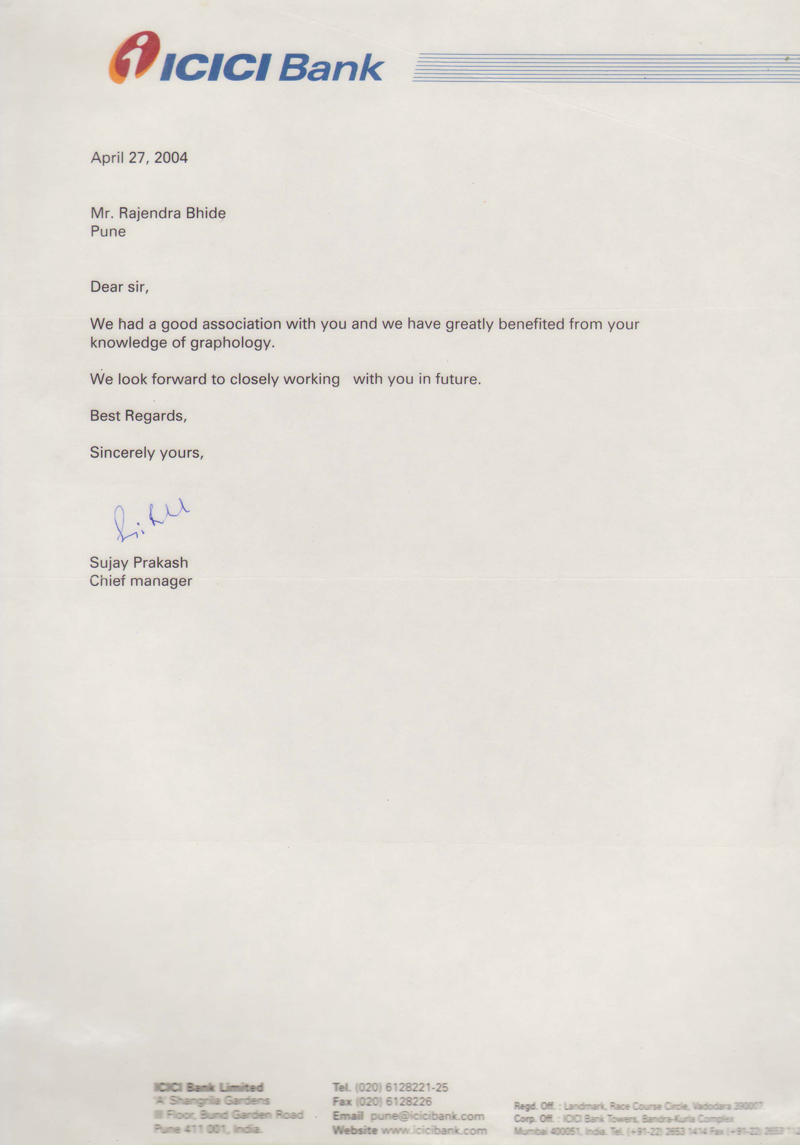 ICICI Bank
April 27, 2004
Mr. Rajendra Bhide
Pune
Dear sir,
We had a good association with you and we have greatly benefited from your
knowledge of graphology.
We look forward to closely working with you in future.
Best Regards,
Sincerely yours,
Sujay Prakash
Chief manager
ICICI Bank Limited
'A' Shangrila Gardens
III Floor, Bund Garden Road
Pune 411 001, India.
Tel. (020) 6128221-25
Fax (020) 6128226
Email pune@icicibank.com
Website www.icicibank.com
Regd. Off. : Landmark, Race Course Circle, Vadodara 390007.
Corp. Off. : ICICI Bank Towers, Bandra-Kurla Complex
Mumbai 400051, India. Tel. (+91-22) 2653 1414 Fax (+91-22) 2653